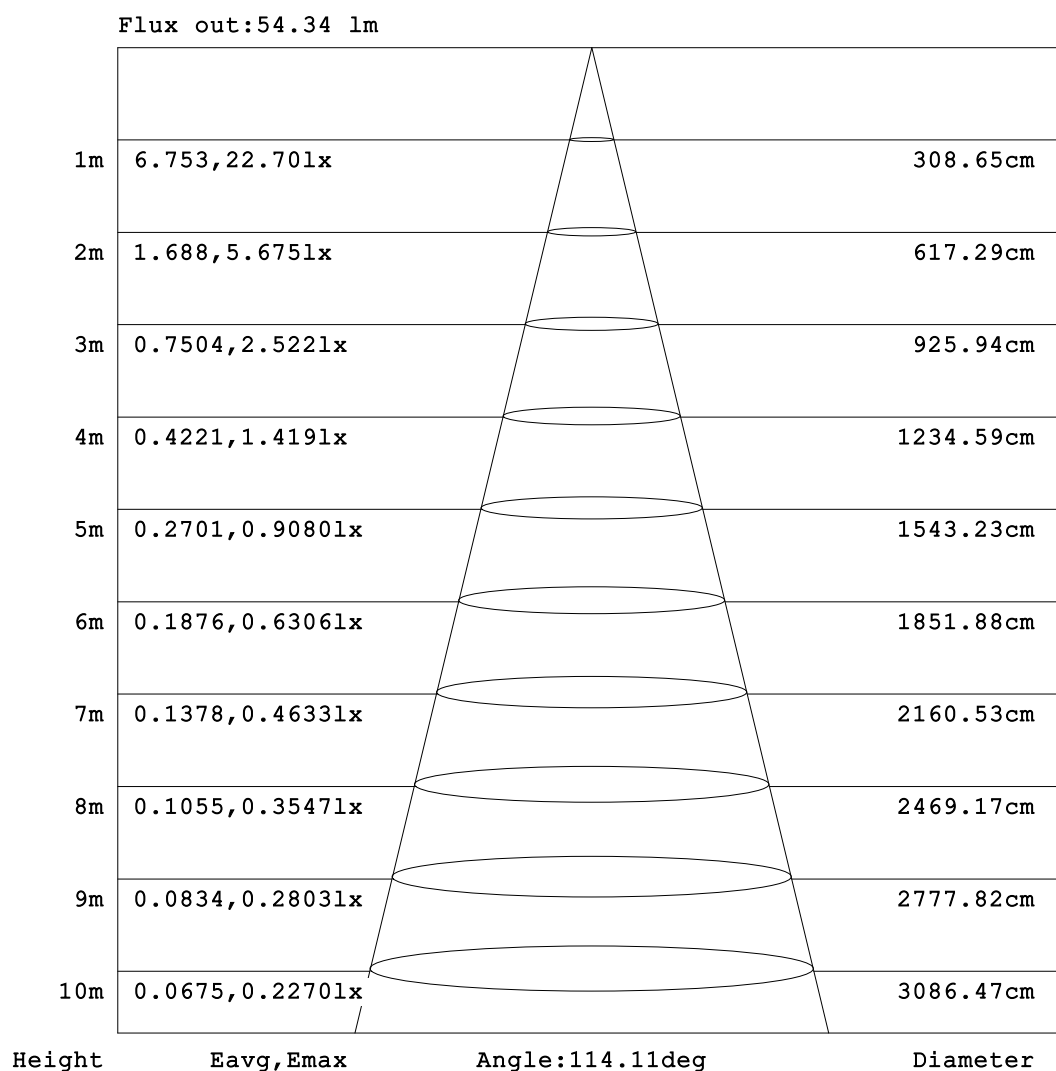 Flux out:54.34 lm
1m 6.753,22.70lx 308.65cm
2m 1.688,5.675lx 617.29cm
3m 0.7504,2.522lx 925.94cm
4m 0.4221,1.419lx 1234.59cm
5m 0.2701,0.9080lx 1543.23cm
6m 0.1876,0.6306lx 1851.88cm
7m 0.1378,0.4633lx 2160.53cm
8m 0.1055,0.3547lx 2469.17cm
9m 0.0834,0.2803lx 2777.82cm
10m 0.0675,0.2270lx 3086.47cm
Height Eavg,Emax Angle:114.11deg Diameter